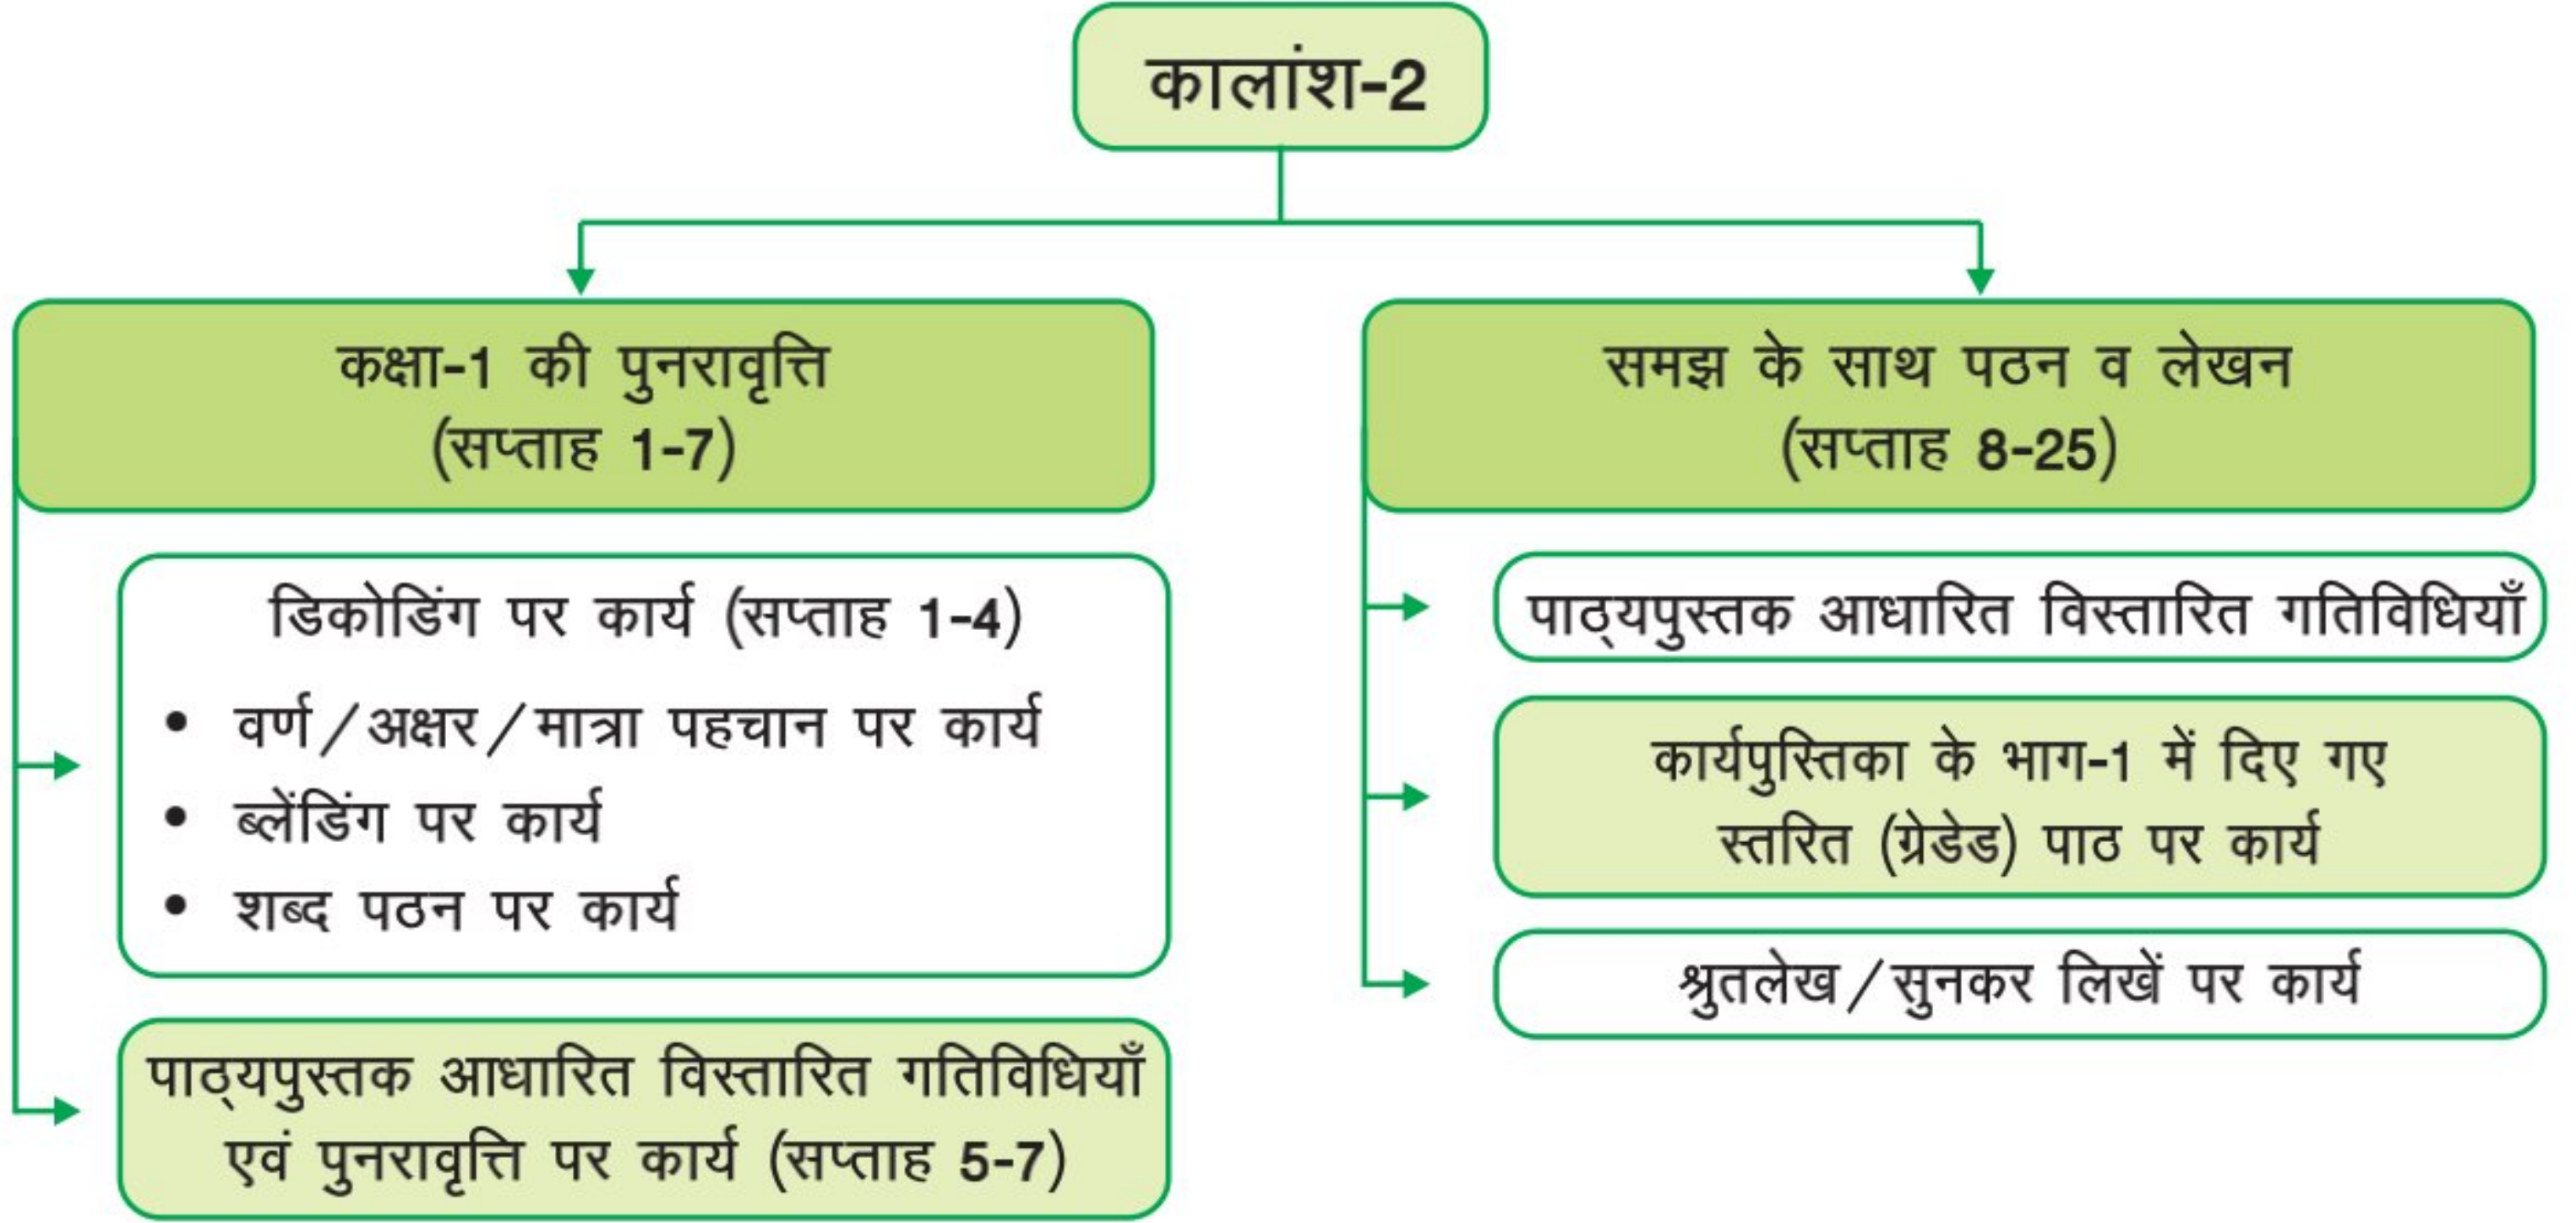 कालांश-2
कक्षा-1 की पुनरावृत्ति
(सप्ताह 1-7)
डिकोडिंग पर कार्य (सप्ताह 1-4)
• वर्ण/अक्षर/मात्रा पहचान पर कार्य
• ब्लेंडिंग पर कार्य
• शब्द पठन पर कार्य
पाठ्यपुस्तक आधारित विस्तारित गतिविधियाँ
एवं पुनरावृत्ति पर कार्य (सप्ताह 5-7)
समझ के साथ पठन व लेखन
(सप्ताह 8-25)
पाठ्यपुस्तक आधारित विस्तारित गतिविधियाँ
कार्यपुस्तिका के भाग-1 में दिए गए
स्तरित (ग्रेडेड) पाठ पर कार्य
श्रुतलेख/सुनकर लिखें पर कार्य